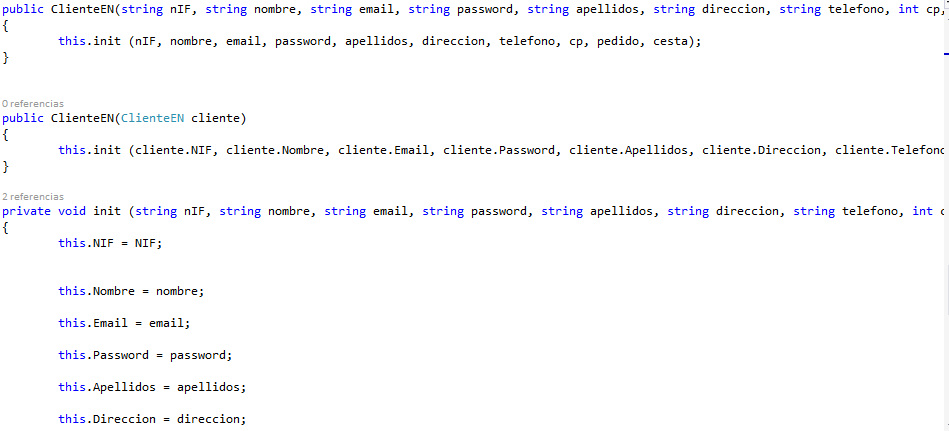 public ClienteEN(string nIF, string nombre, string email, string password, string apellidos, string direccion, string telefono, int cp,
{
this.init (nIF, nombre, email, password, apellidos, direccion, telefono, cp, pedido, cesta);
}
0 referencias
public ClienteEN(ClienteEN cliente)
{
this.init (cliente.NIF, cliente.Nombre, cliente.Email, cliente.Password, cliente.Apellidos, cliente.Direccion, cliente.Telefono
}
2 referencias
private void init (string nIF, string nombre, string email, string password, string apellidos, string direccion, string telefono, int c
{
this.NIF = NIF;
this.Nombre = nombre;
this.Email = email;
this.Password = password;
this.Apellidos = apellidos;
this.Direccion = direccion;